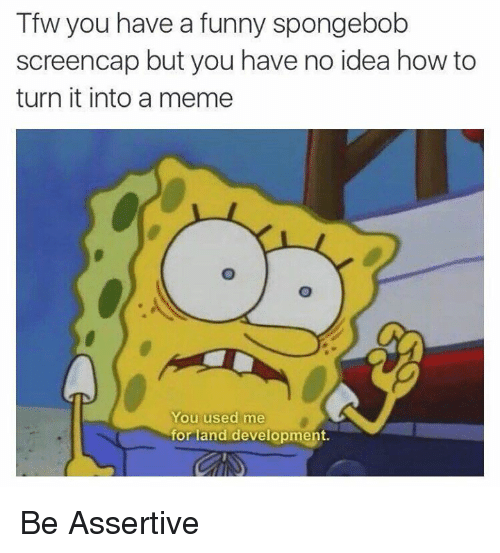 Tfw you have a funny spongebob
screencap but you have no idea how to
turn it into a meme
You used me
for land development.
Be Assertive